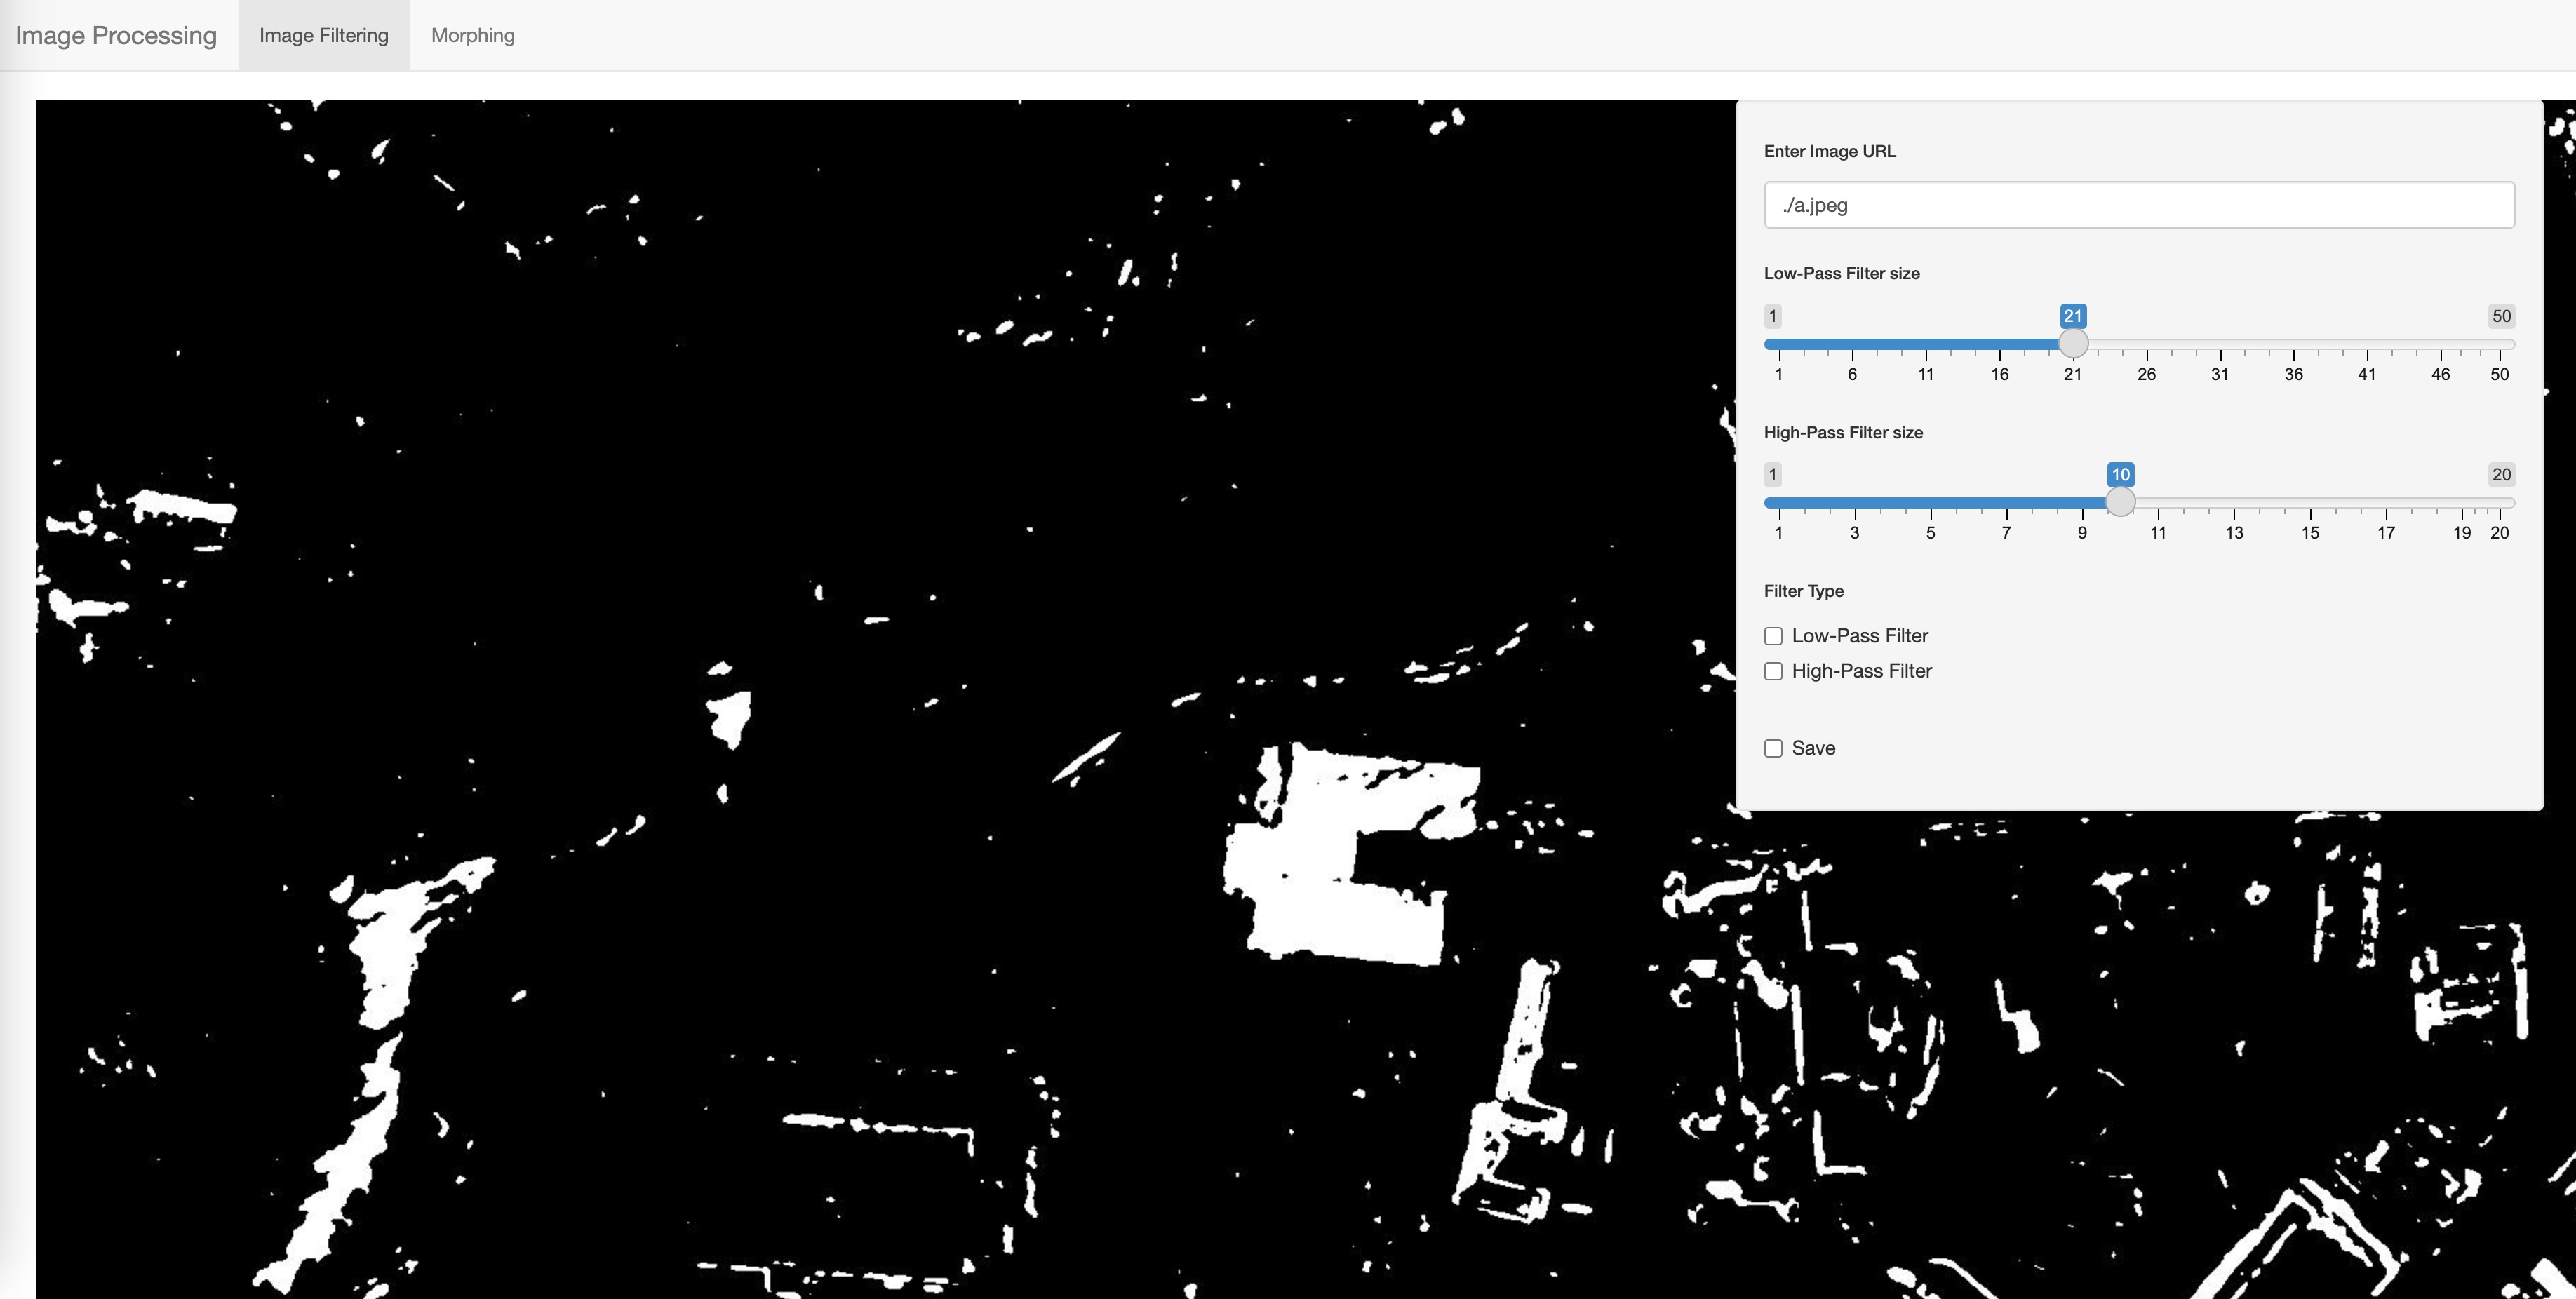 Image Processing
Image Filtering
Morphing
Enter Image URL
./a.jpeg
Low-Pass Filter size
1 21 50
1 6 11 16 21 26 31 36 41 46 50
High-Pass Filter size
1 10 20
1 3 5 7 9 11 13 15 17 19 20
Filter Type
Low-Pass Filter
High-Pass Filter
Save